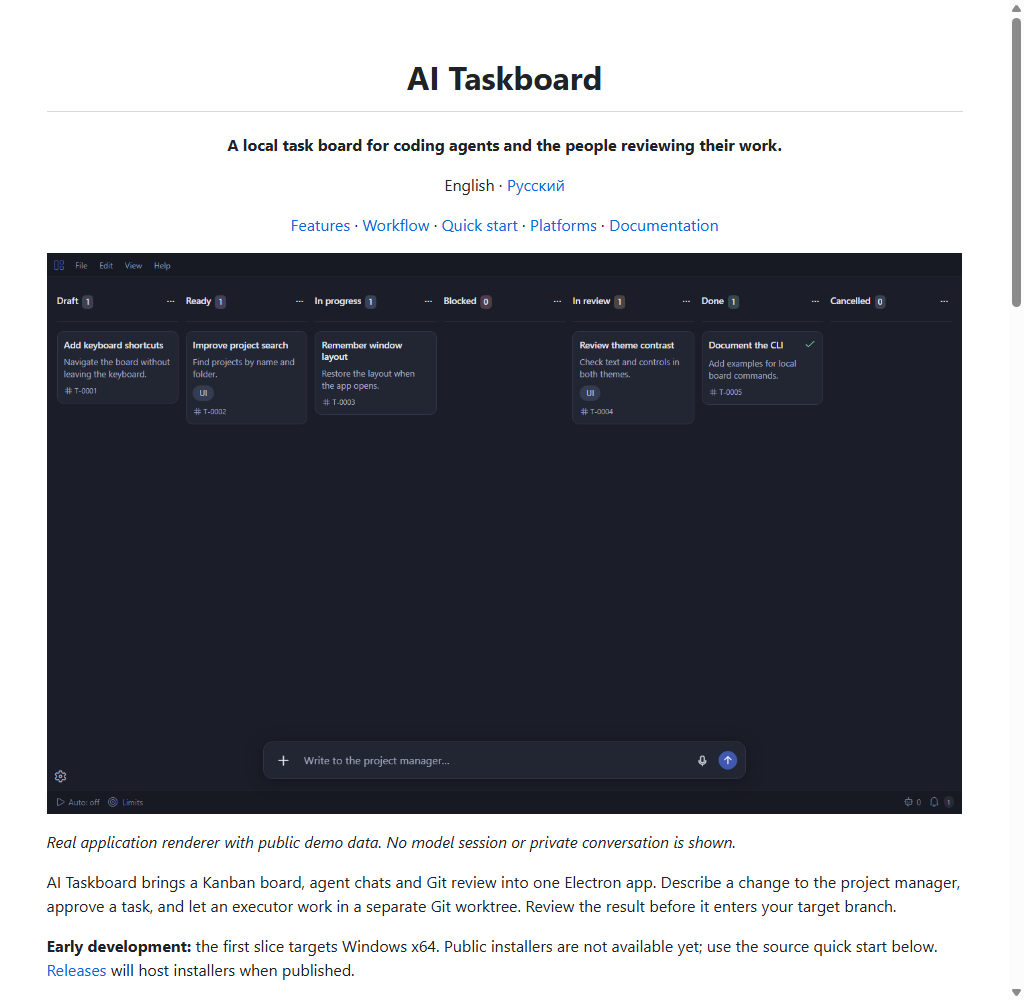 AI Taskboard
A local task board for coding agents and the people reviewing their work.
English · Русский
Features · Workflow · Quick start · Platforms · Documentation
File Edit View Help
Draft 1 ··· Ready 1 ··· In progress 1 ··· Blocked 0 ··· In review 1 ··· Done 1 ··· Cancelled 0 ···
Add keyboard shortcuts
Navigate the board without
leaving the keyboard.
# T-0001
Improve project search
Find projects by name and
folder.
UI
# T-0002
Remember window
layout
Restore the layout when
the app opens.
# T-0003
Review theme contrast
Check text and controls in
both themes.
UI
# T-0004
Document the CLI
Add examples for local
board commands.
# T-0005
Write to the project manager...
Auto: off Limits 0 1
Real application renderer with public demo data. No model session or private conversation is shown.
AI Taskboard brings a Kanban board, agent chats and Git review into one Electron app. Describe a change to the project manager,
approve a task, and let an executor work in a separate Git worktree. Review the result before it enters your target branch.
Early development: the first slice targets Windows x64. Public installers are not available yet; use the source quick start below.
Releases will host installers when published.